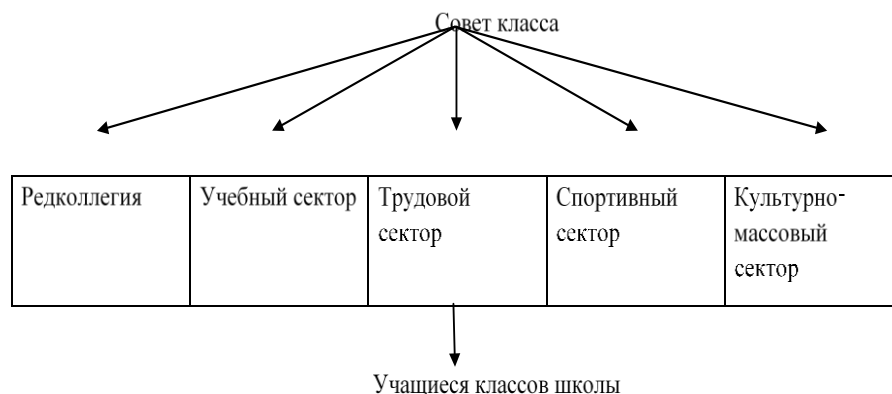 Совет класса
Редколлегия
Учебный сектор
Трудовой
сектор
Спортивный
сектор
Культурно-
массовый
сектор
Учащиеся классов школы